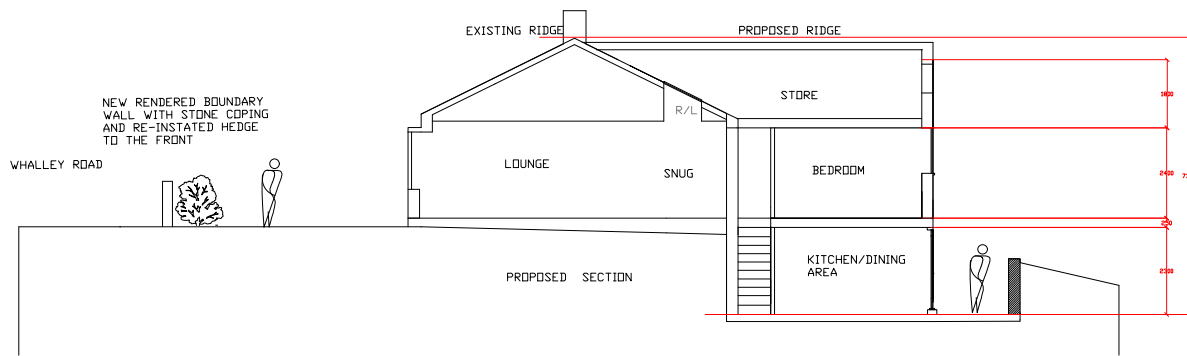 EXISTING RIDGE
PROPOSED RIDGE
NEW RENDERED BOUNDARY
WALL WITH STONE COPING
AND RE-INSTATED HEDGE
TO THE FRONT
WHALLEY ROAD
R/L
STORE
1800
LOUNGE
SNUG
BEDROOM
2400
KITCHEN/DINING
AREA
2300
PROPOSED SECTION